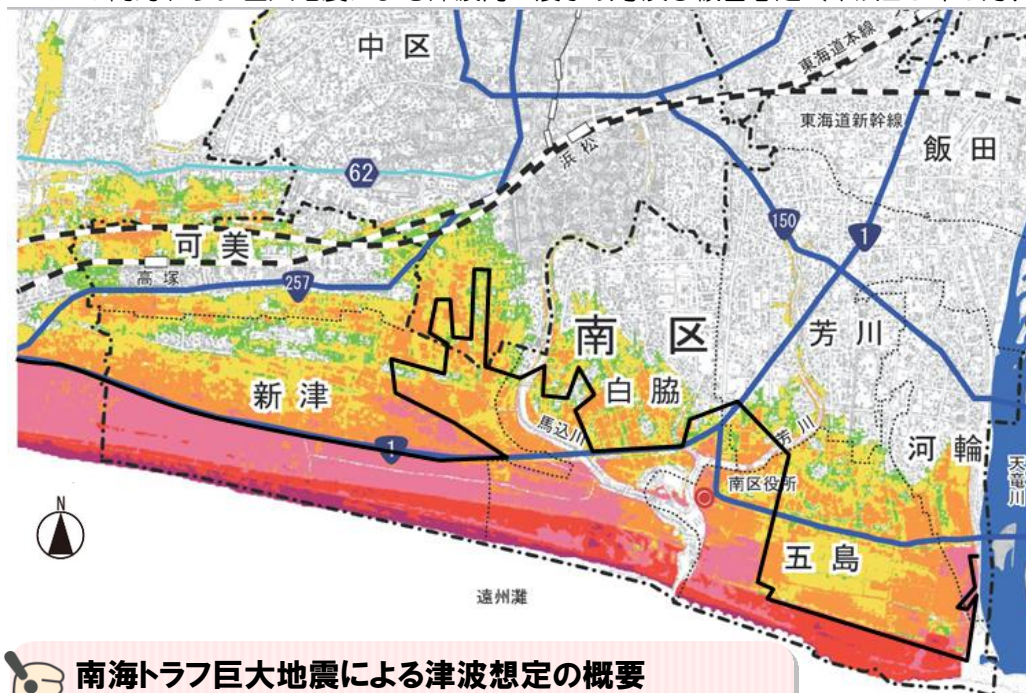 中区
東海道本線
東海道新幹線
飯田
浜松
62
150
1
可美
高塚
257
南区
芳川
新津
白脇
馬込川
芳川
河輪
天竜川
1
南区役所
五島
N
遠州灘
南海トラフ巨大地震による津波想定の概要